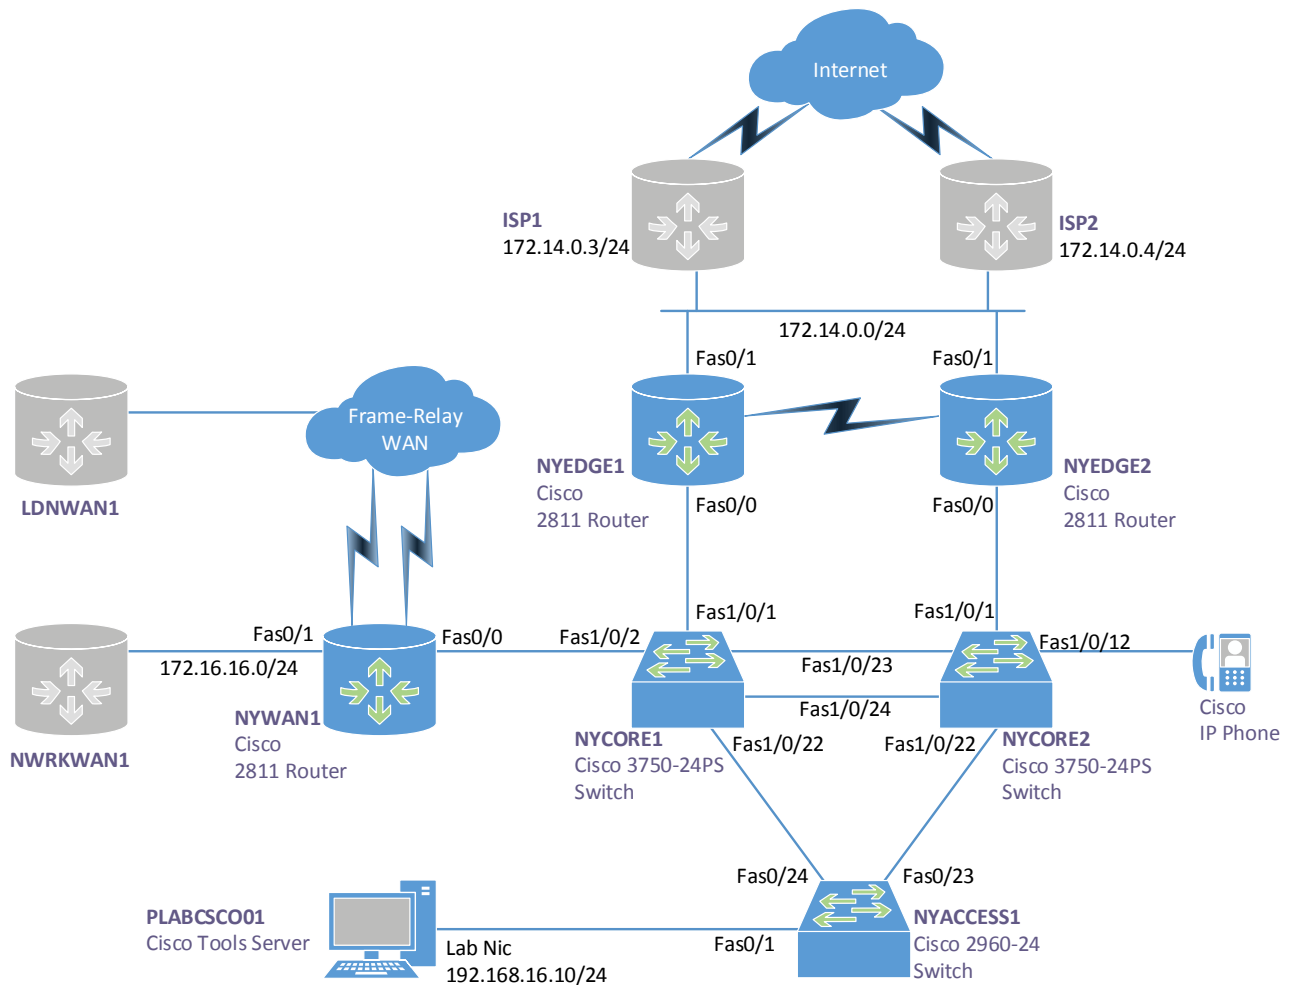 Internet
ISP1
172.14.0.3/24
ISP2
172.14.0.4/24
172.14.0.0/24
Fas0/1
Fas0/1
Frame-Relay
WAN
LDNWAN1
NYEDGE1
Cisco
2811 Router
Fas0/0
NYEDGE2
Cisco
2811 Router
Fas0/0
Fas1/0/1
Fas1/0/1
Fas0/1
172.16.16.0/24
Fas0/0
Fas1/0/2
Fas1/0/23
Fas1/0/12
Fas1/0/24
NWRKWAN1
NYWAN1
Cisco
2811 Router
NYCORE1
Cisco 3750-24PS
Switch
Fas1/0/22
Fas1/0/22
NYCORE2
Cisco 3750-24PS
Switch
Cisco
IP Phone
Fas0/24
Fas0/23
PLABCSCO01
Cisco Tools Server
Lab Nic
192.168.16.10/24
Fas0/1
NYACCESS1
Cisco 2960-24
Switch